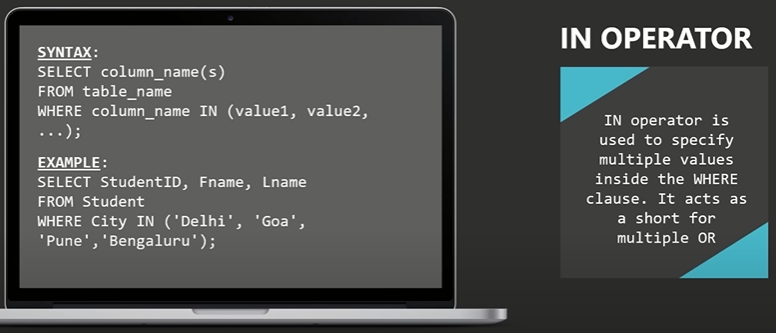 SYNTAX:
SELECT column_name(s)
FROM table_name
WHERE column_name IN (value1, value2,
...);
EXAMPLE:
SELECT StudentID, Fname, Lname
FROM Student
WHERE City IN ('Delhi', 'Goa',
'Pune','Bengaluru');
IN OPERATOR
IN operator is
used to specify
multiple values
inside the WHERE
clause. It acts as
a short for
multiple OR